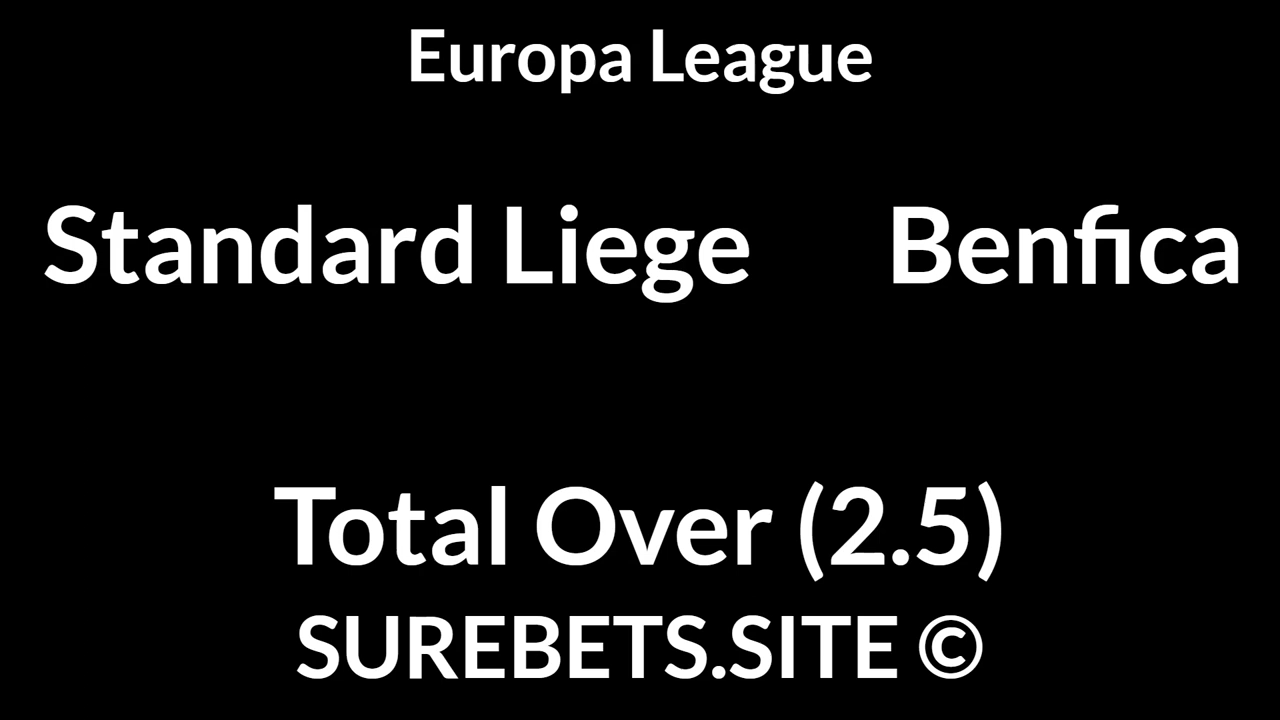 Europa League
Standard Liege Benfica
Total Over (2.5)
SUREBETS.SITE ©